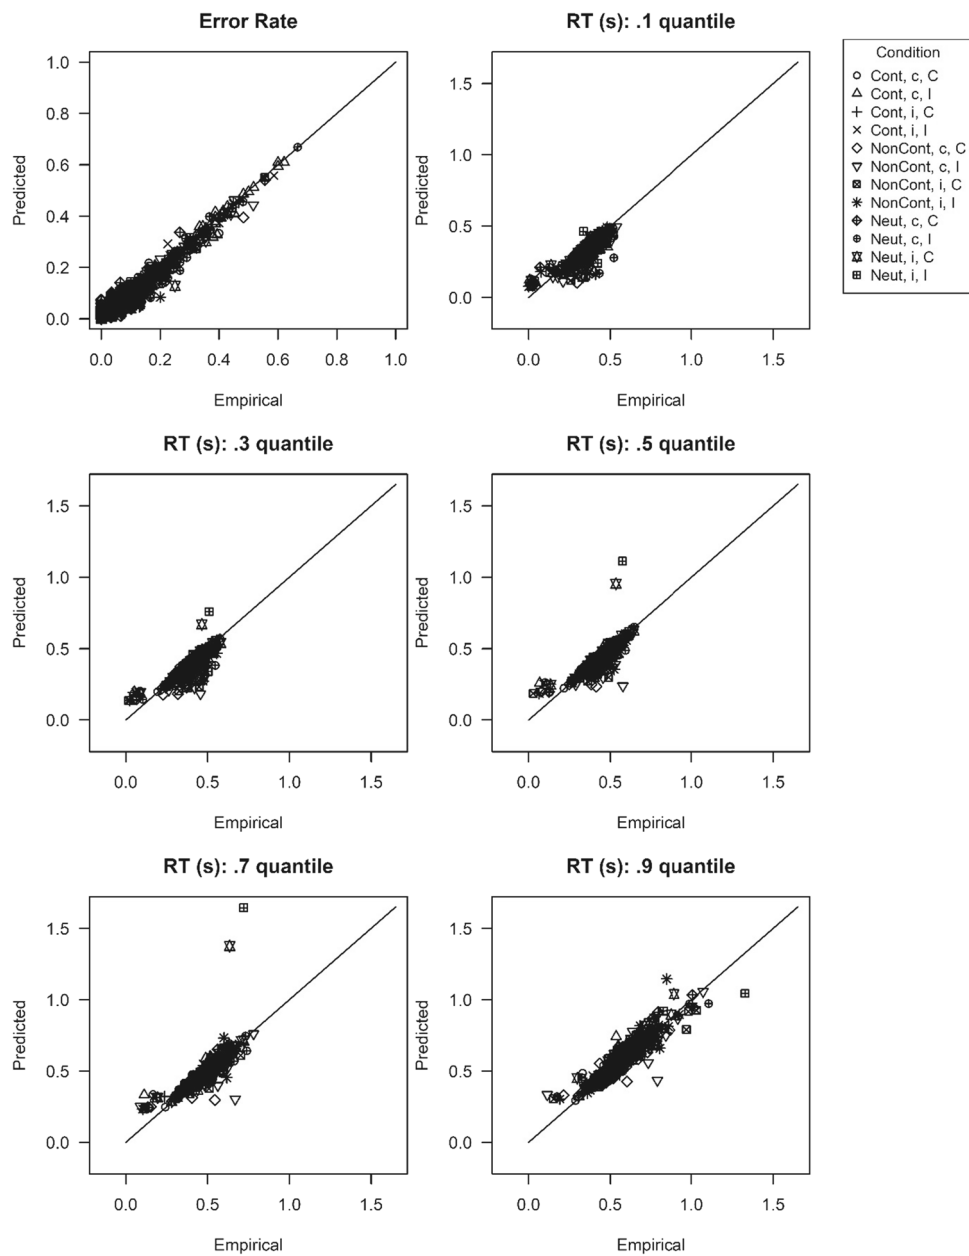 Error Rate
Predicted
1.0
0.8
0.6
0.4
0.2
0.0
0.0 0.2 0.4 0.6 0.8 1.0
Empirical
RT (s): .1 quantile
Predicted
1.5
1.0
0.5
0.0
0.0 0.5 1.0 1.5
Empirical
Condition
Cont, c, C
Cont, c, I
Cont, i, C
Cont, i, I
NonCont, c, C
NonCont, c, I
NonCont, i, C
NonCont, i, I
Neut, c, C
Neut, c, I
Neut, i, C
Neut, i, I
RT (s): .3 quantile
Predicted
1.5
1.0
0.5
0.0
0.0 0.5 1.0 1.5
Empirical
RT (s): .5 quantile
Predicted
1.5
1.0
0.5
0.0
0.0 0.5 1.0 1.5
Empirical
RT (s): .7 quantile
Predicted
1.5
1.0
0.5
0.0
0.0 0.5 1.0 1.5
Empirical
RT (s): .9 quantile
Predicted
1.5
1.0
0.5
0.0
0.0 0.5 1.0 1.5
Empirical